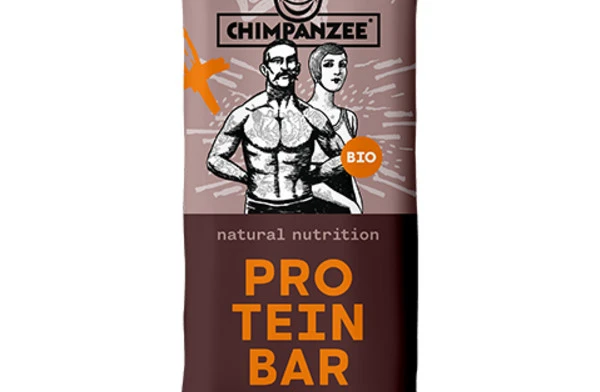 CHIMPANZEE
BIO
natural nutrition
PRO
TEIN
BAR